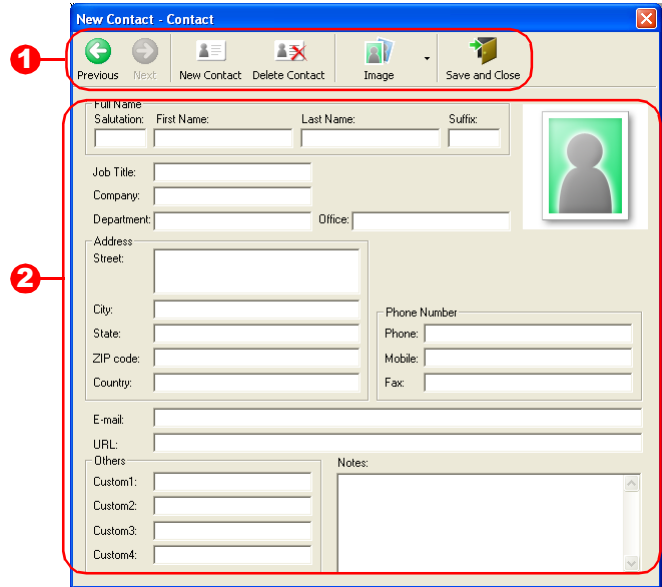 New Contact - Contact
1
Previous Next New Contact Delete Contact Image Save and Close
2
Full Name
Salutation: First Name: Last Name: Suffix:
Job Title:
Company:
Department: Office:
Address
Street:
City:
Phone Number
State: Phone:
ZIP code: Mobile:
Country: Fax:
E-mail:
URL:
Others Notes:
Custom1:
Custom2:
Custom3:
Custom4: